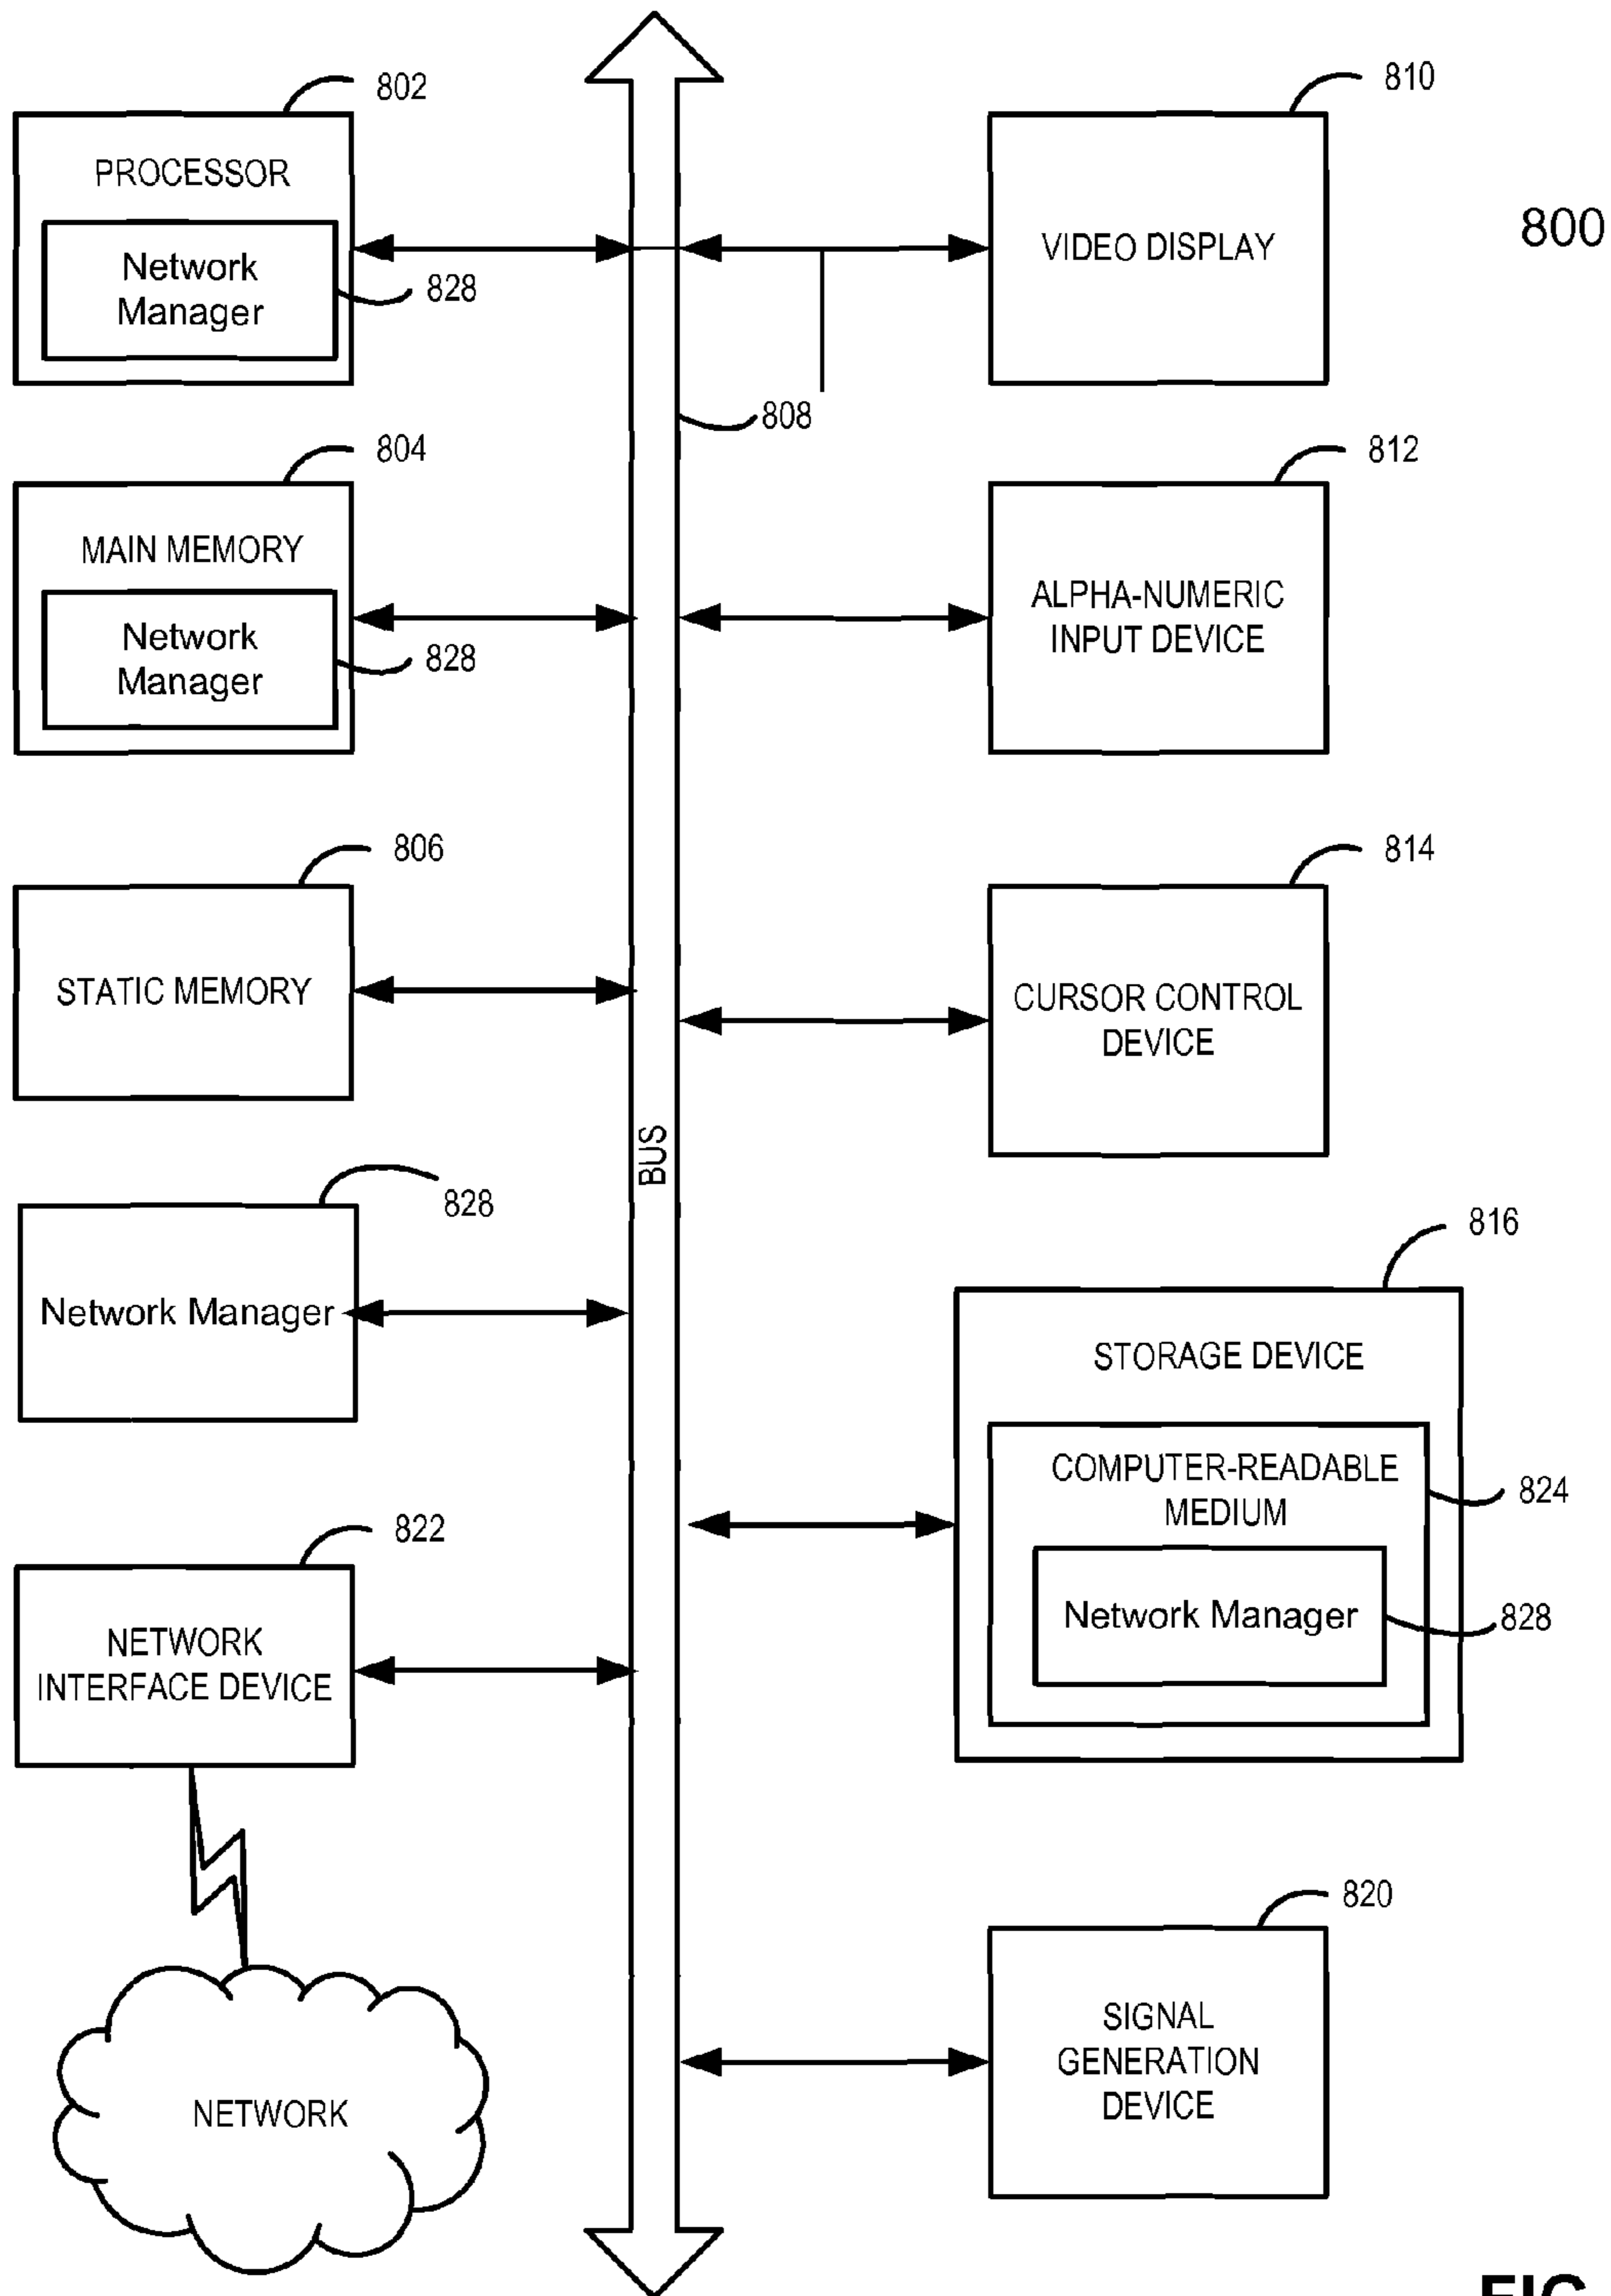 802
PROCESSOR
Network
Manager
828
810
VIDEO DISPLAY
800
808
804
MAIN MEMORY
Network
Manager
828
812
ALPHA-NUMERIC
INPUT DEVICE
806
STATIC MEMORY
814
CURSOR CONTROL
DEVICE
BUS
828
Network Manager
816
STORAGE DEVICE
COMPUTER-READABLE
MEDIUM
824
Network Manager
828
822
NETWORK
INTERFACE DEVICE
NETWORK
820
SIGNAL
GENERATION
DEVICE
FIG